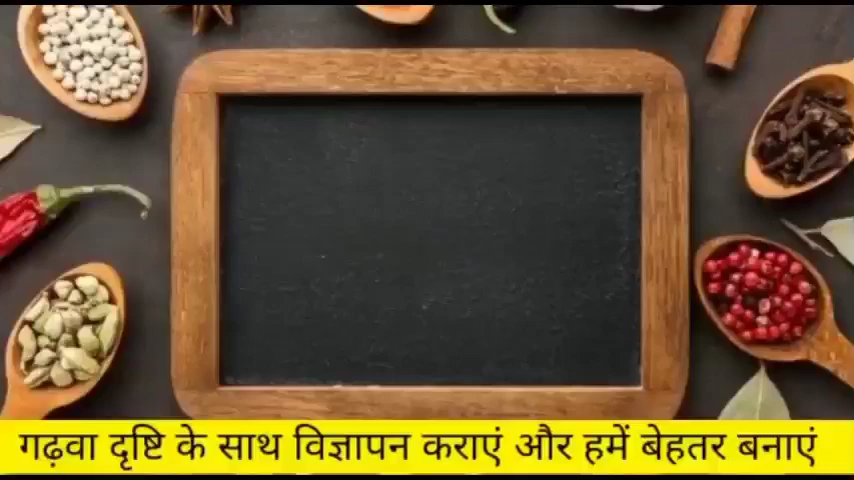 गढ़वा दृष्टि के साथ विज्ञापन कराएं और हमें बेहतर बनाएं